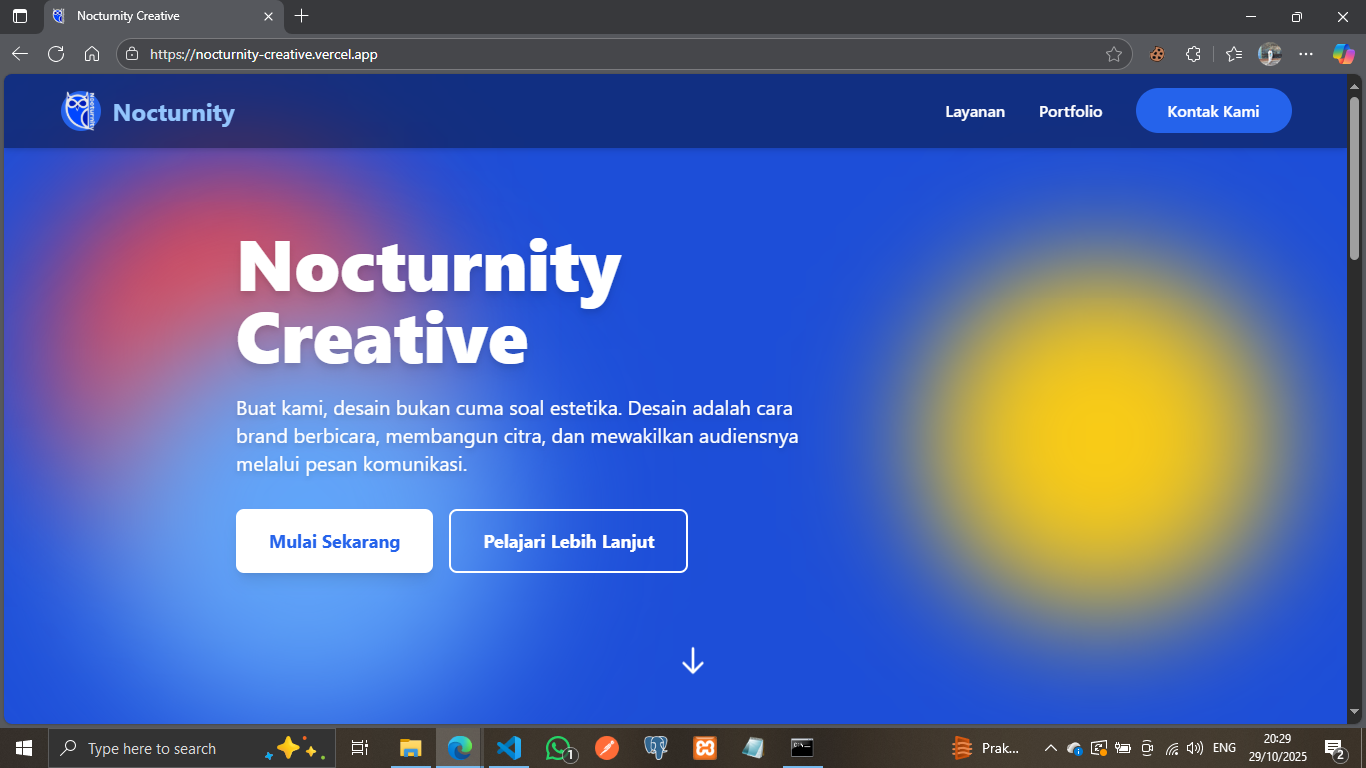 Nocturnity Creative
https://nocturnity-creative.vercel.app
Nocturnity
Nocturnity
Layanan
Portfolio
Kontak Kami
Nocturnity
Creative
Buat kami, desain bukan cuma soal estetika. Desain adalah cara
brand berbicara, membangun citra, dan mewakilkan audiensnya
melalui pesan komunikasi.
Mulai Sekarang
Pelajari Lebih Lanjut
Type here to search
1
Prak...
ENG
20:29
29/10/2025
2